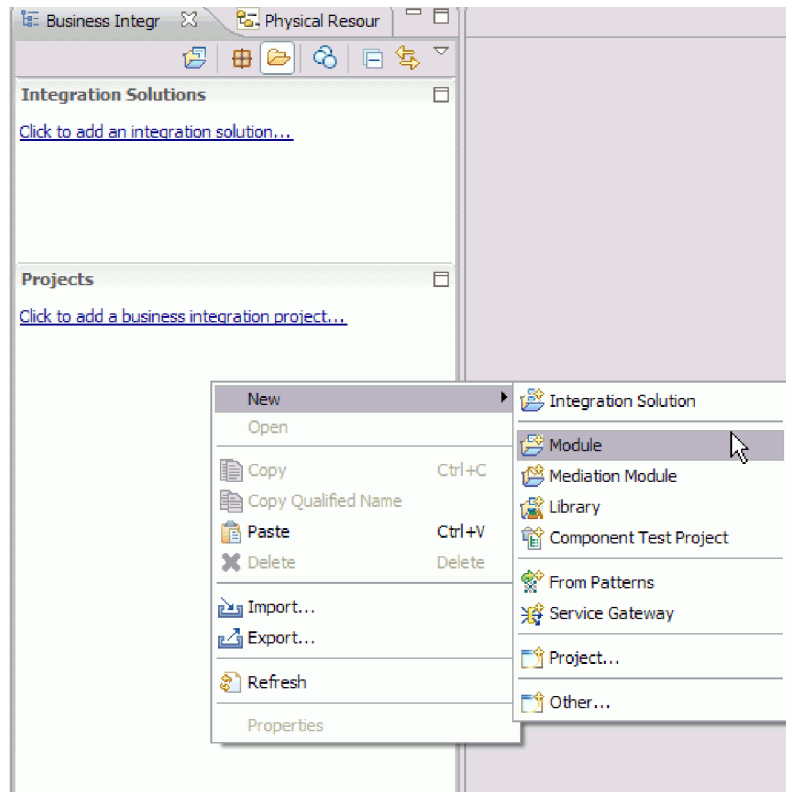 Business Integr Physical Resour
Integration Solutions
Click to add an integration solution...
Projects
Click to add a business integration project...
New
Open
Copy Ctrl+C
Copy Qualified Name
Paste Ctrl+V
Delete Delete
Import...
Export...
Refresh
Properties
Integration Solution
Module
Mediation Module
Library
Component Test Project
From Patterns
Service Gateway
Project...
Other...